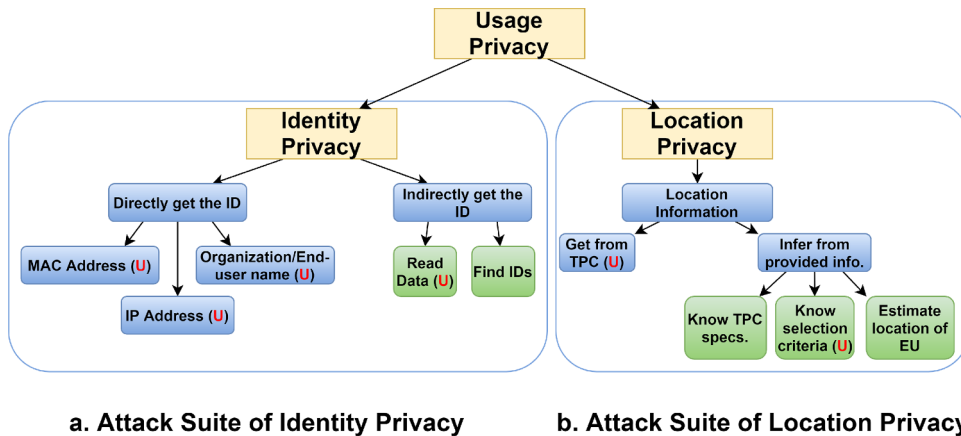 Usage
Privacy
Identity
Privacy
Location
Privacy
Directly get the ID
Indirectly get the
ID
Location
Information
MAC Address (U)
Organization/End-
user name (U)
IP Address (U)
Read
Data (U)
Find IDs
Get from
TPC (U)
Infer from
provided info.
Know TPC
specs.
Know
selection
criteria (U)
Estimate
location of
EU
a. Attack Suite of Identity Privacy
b. Attack Suite of Location Privacy